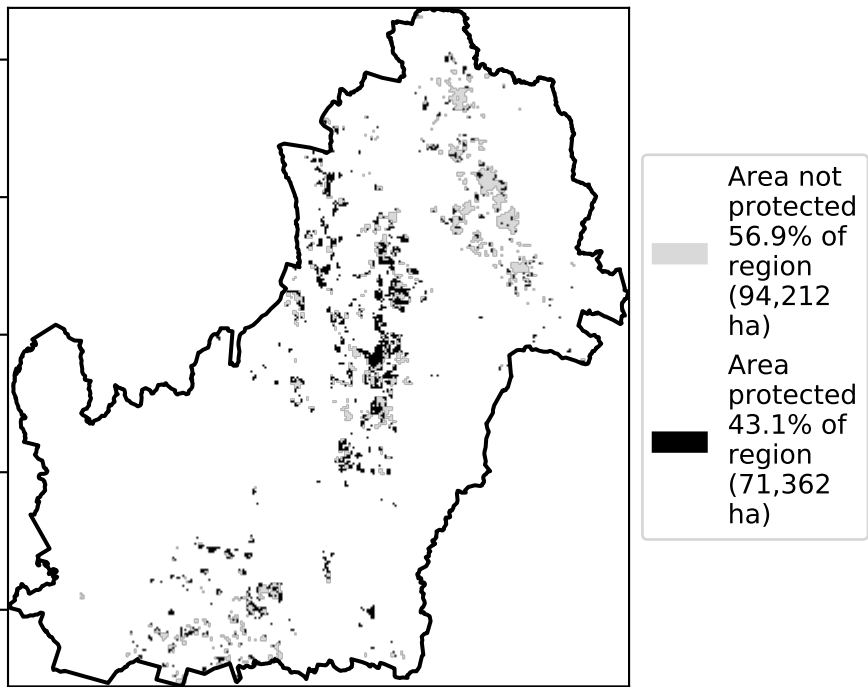 Area not
protected
56.9% of
region
(94,212
ha)
Area
protected
43.1% of
region
(71,362
ha)